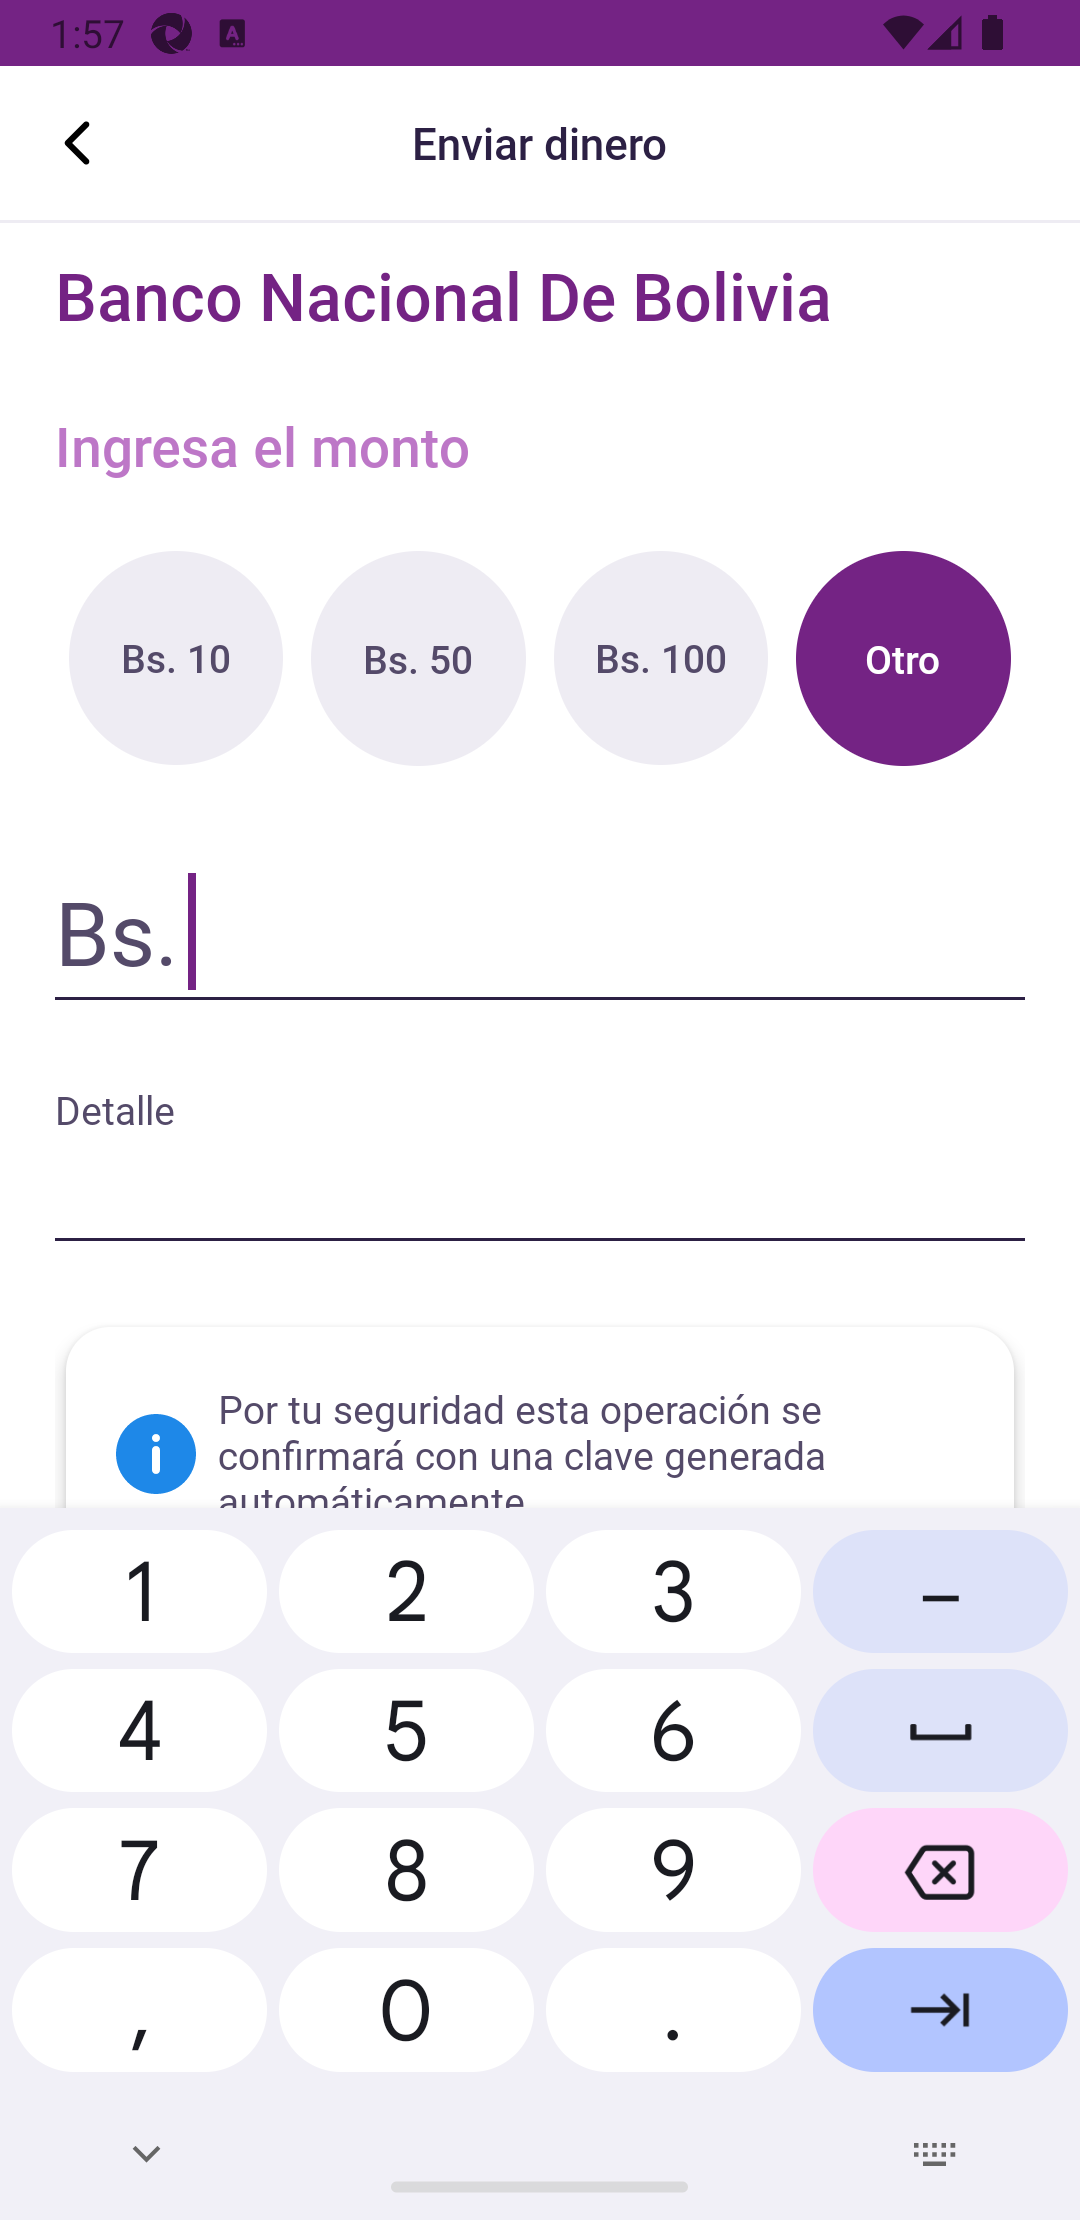 1:57
Enviar dinero
Banco Nacional De Bolivia
Ingresa el monto
Bs. 10
Bs. 50
Bs. 100
Otro
Bs.
Detalle
Por tu seguridad esta operación se
confirmará con una clave generada
automáticamente
1 2 3 –
4 5 6
7 8 9
, 0 .